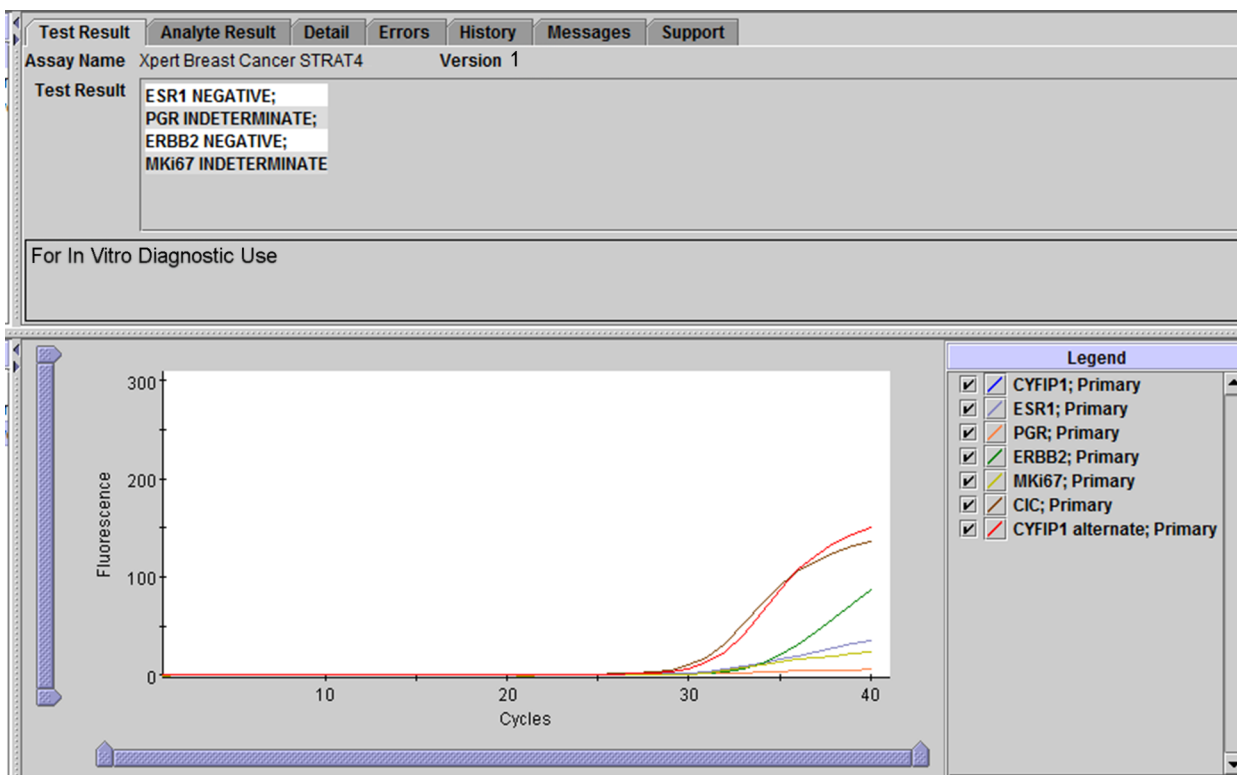 Test Result Analyte Result Detail Errors History Messages Support
Assay Name Xpert Breast Cancer STRAT4 Version 1
Test Result ESR1 NEGATIVE;
PGR INDETERMINATE;
ERBB2 NEGATIVE;
MKi67 INDETERMINATE
For In Vitro Diagnostic Use
300
200
100
0
Fluorescence
10 20 30 40
Cycles
Legend
CYFIP1; Primary
ESR1; Primary
PGR; Primary
ERBB2; Primary
MKi67; Primary
CIC; Primary
CYFIP1 alternate; Primary